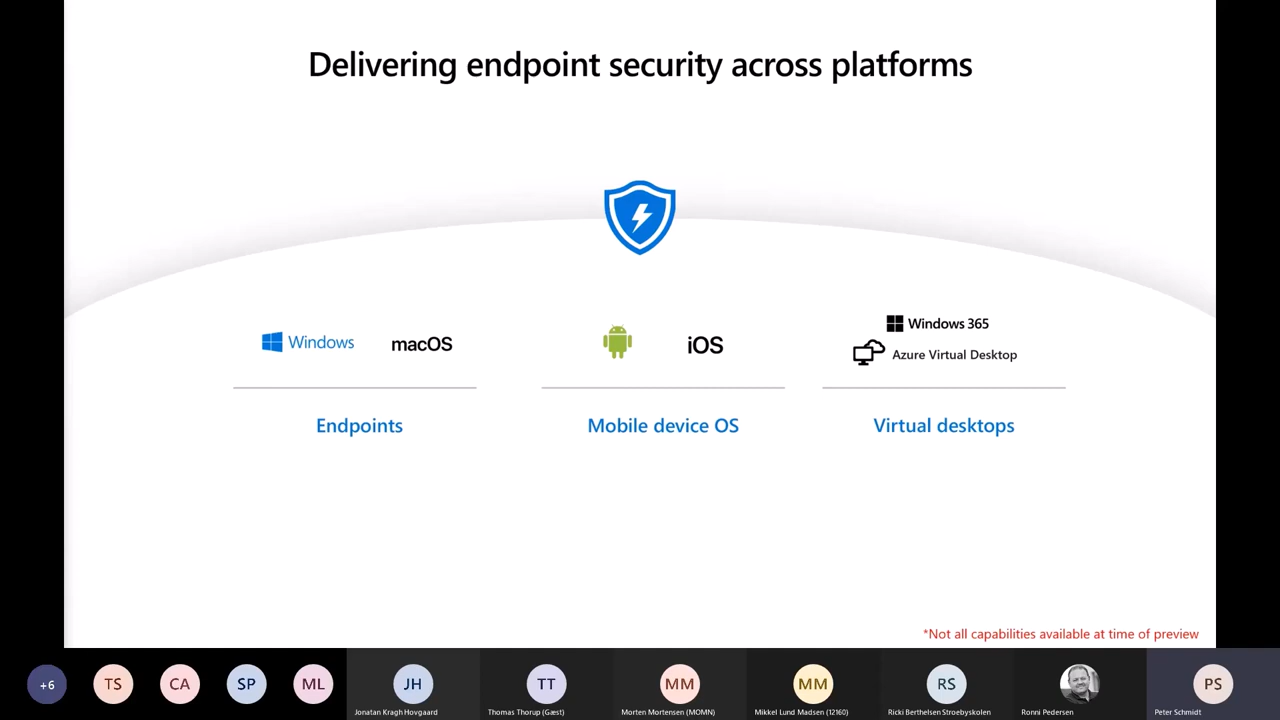 Delivering endpoint security across platforms
Windows
macOS
iOS
Windows 365
Azure Virtual Desktop
Endpoints
Mobile device OS
Virtual desktops
*Not all capabilities available at time of preview
+6
TS
CA
SP
ML
JH
TT
MM
MM
RS
PS
Jonatan Kragh Hovgaard
Thomas Thorup (Gæst)
Morten Mortensen (MOMN)
Mikkel Lund Madsen (12160)
Ricki Berthelsen Stroebyskolen
Ronni Pedersen
Peter Schmidt